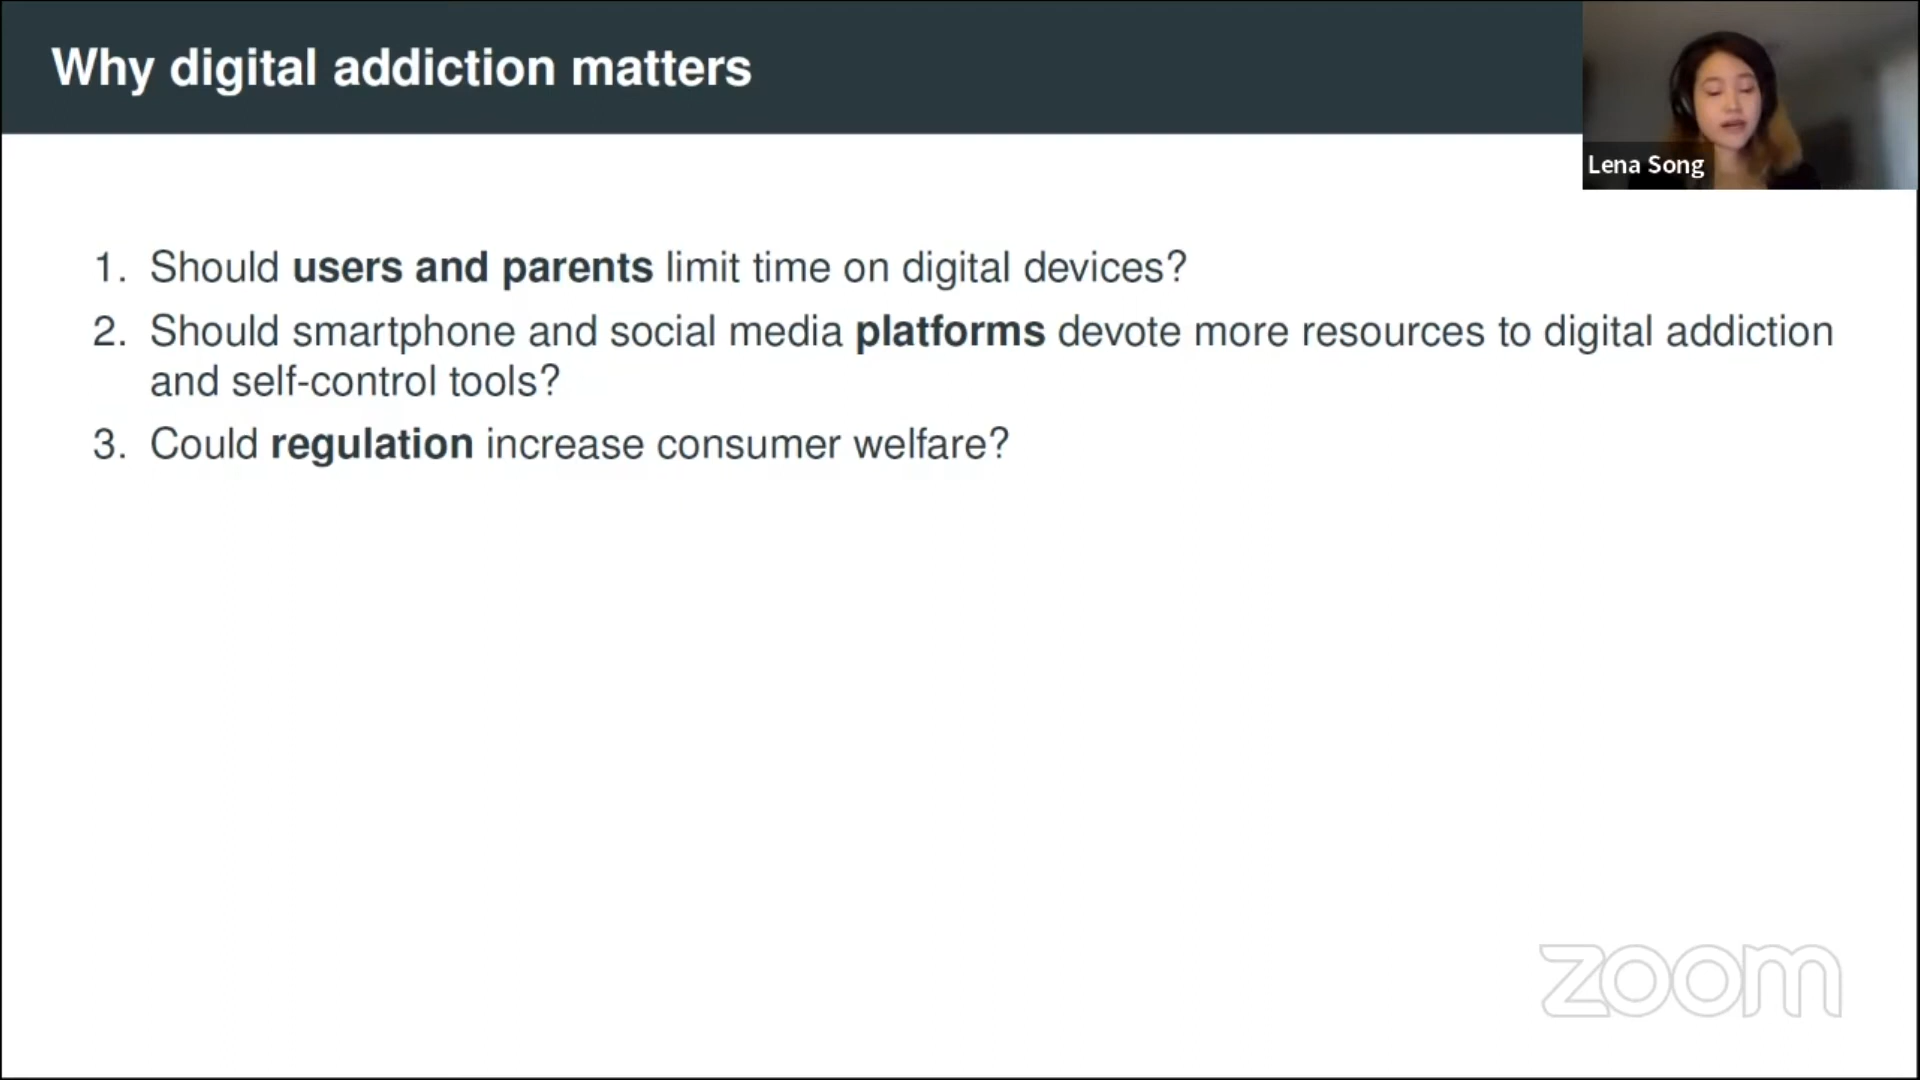 Why digital addiction matters
Lena Song
1. Should users and parents limit time on digital devices?
2. Should smartphone and social media platforms devote more resources to digital addiction
and self-control tools?
3. Could regulation increase consumer welfare?
zoom